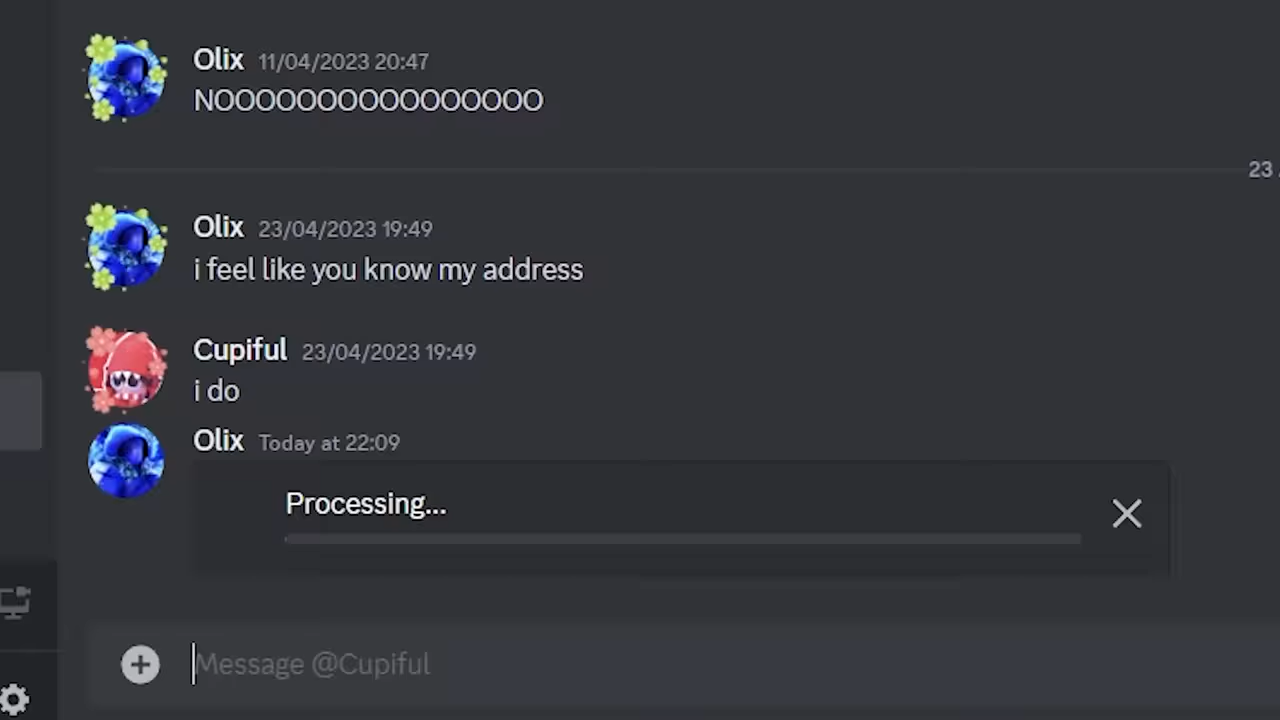 Olix 11/04/2023 20:47
NOOOOOOOOOOOOOOOO
23
Olix 23/04/2023 19:49
i feel like you know my address
Cupiful 23/04/2023 19:49
i do
Olix Today at 22:09
Processing...
Message @Cupiful